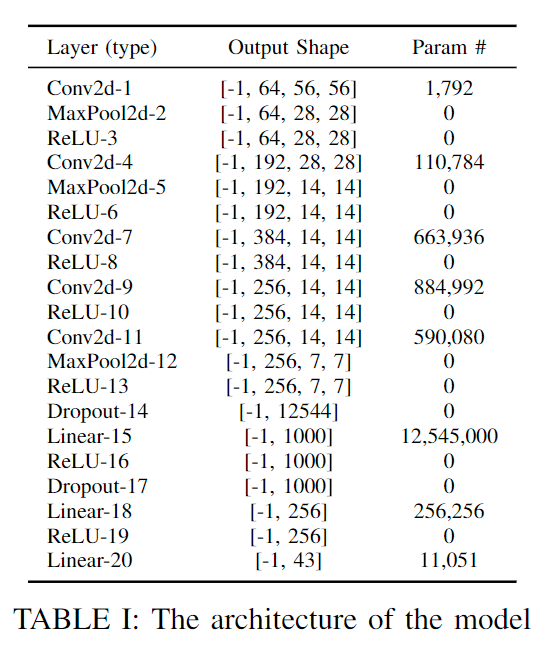 Layer (type) Output Shape Param #
Conv2d-1 [-1, 64, 56, 56] 1,792
MaxPool2d-2 [-1, 64, 28, 28] 0
ReLU-3 [-1, 64, 28, 28] 0
Conv2d-4 [-1, 192, 28, 28] 110,784
MaxPool2d-5 [-1, 192, 14, 14] 0
ReLU-6 [-1, 192, 14, 14] 0
Conv2d-7 [-1, 384, 14, 14] 663,936
ReLU-8 [-1, 384, 14, 14] 0
Conv2d-9 [-1, 256, 14, 14] 884,992
ReLU-10 [-1, 256, 14, 14] 0
Conv2d-11 [-1, 256, 14, 14] 590,080
MaxPool2d-12 [-1, 256, 7, 7] 0
ReLU-13 [-1, 256, 7, 7] 0
Dropout-14 [-1, 12544] 0
Linear-15 [-1, 1000] 12,545,000
ReLU-16 [-1, 1000] 0
Dropout-17 [-1, 1000] 0
Linear-18 [-1, 256] 256,256
ReLU-19 [-1, 256] 0
Linear-20 [-1, 43] 11,051
TABLE I: The architecture of the model